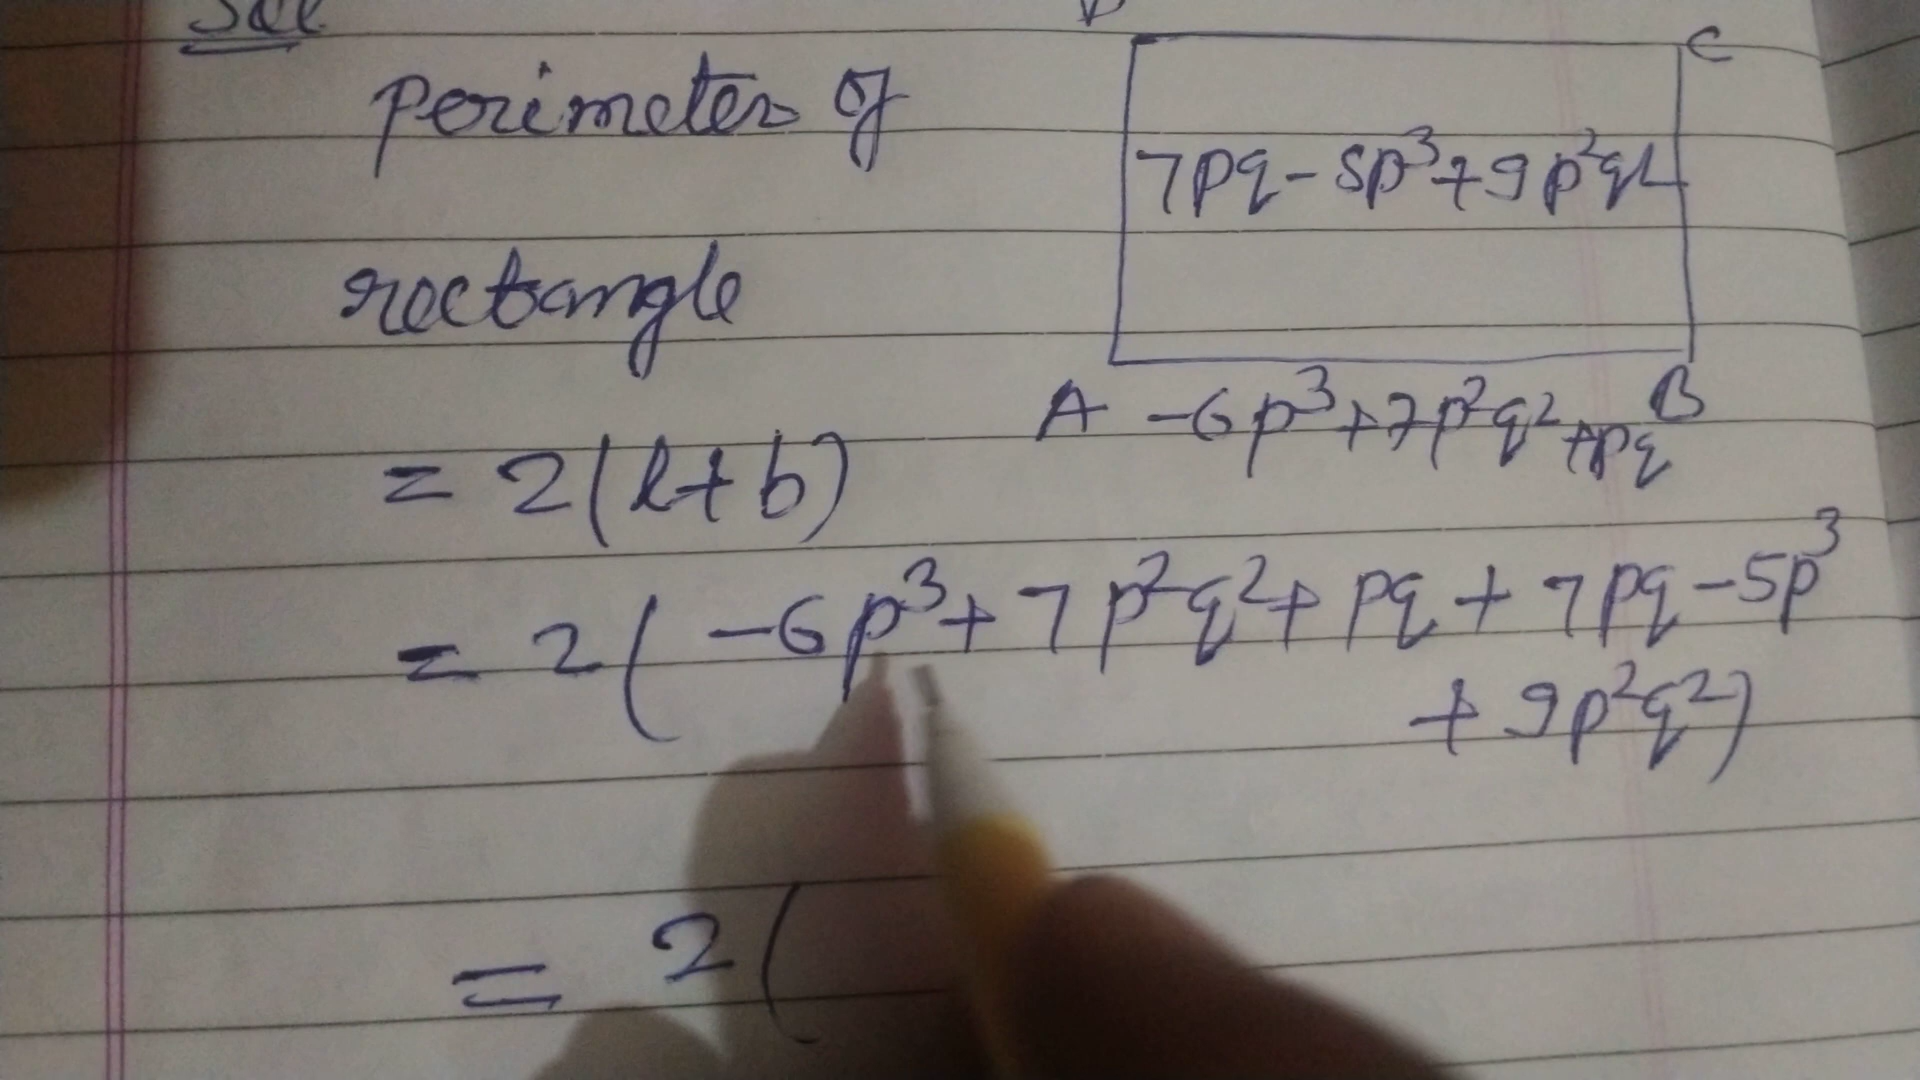 Sol
D
C
perimeter of
7pq - 5p³ + 9p²q²
rectangle
A -6p³ + 7p²q² + pq B
= 2(l + b)
= 2(-6p³ + 7p²q² + pq + 7pq - 5p³
+ 9p²q²)
= 2(